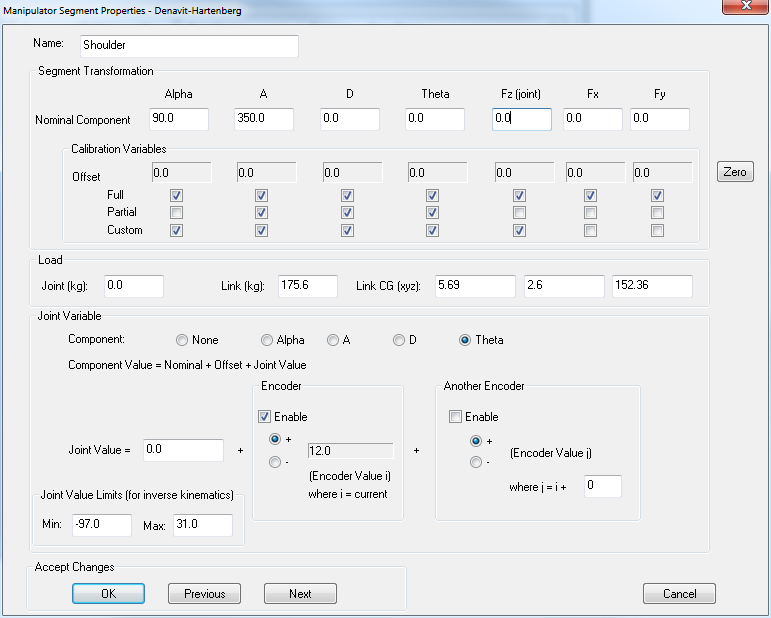 Manipulator Segment Properties - Denavit-Hartenberg
Name: Shoulder
Segment Transformation
Alpha A D Theta Fz (joint) Fx Fy
Nominal Component 90.0 350.0 0.0 0.0 0.0 0.0 0.0
Calibration Variables
Offset 0.0 0.0 0.0 0.0 0.0 0.0 0.0
Zero
Full
Partial
Custom
Load
Joint (kg): 0.0 Link (kg): 175.6 Link CG (xyz): 5.69 2.6 152.36
Joint Variable
Component: None Alpha A D Theta
Component Value = Nominal + Offset + Joint Value
Encoder Another Encoder
Enable Enable
+ +
Joint Value = 0.0 + 12.0 + (Encoder Value j)
- -
(Encoder Value i)
where i = current where j = i + 0
Joint Value Limits (for inverse kinematics)
Min: -97.0 Max: 31.0
Accept Changes
OK Previous Next Cancel